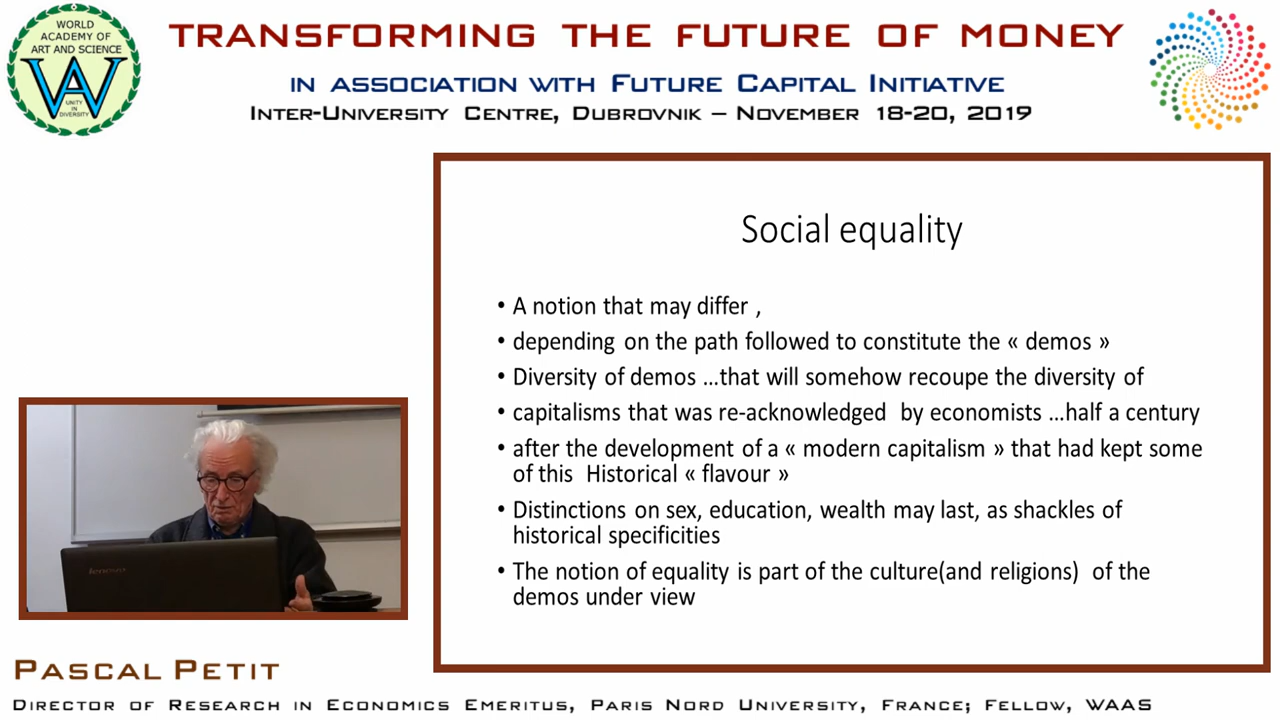 WORLD
ACADEMY OF
ART AND SCIENCE
WA
UNITY
IN
DIVERSITY
TRANSFORMING THE FUTURE OF MONEY
IN ASSOCIATION WITH FUTURE CAPITAL INITIATIVE
INTER-UNIVERSITY CENTRE, DUBROVNIK – NOVEMBER 18-20, 2019
Social equality
• A notion that may differ ,
• depending on the path followed to constitute the « demos »
• Diversity of demos …that will somehow recoupe the diversity of
• capitalisms that was re-acknowledged by economists …half a century
• after the development of a « modern capitalism » that had kept some
of this Historical « flavour »
• Distinctions on sex, education, wealth may last, as shackles of
historical specificities
• The notion of equality is part of the culture(and religions) of the
demos under view
lenovo
PASCAL PETIT
DIRECTOR OF RESEARCH IN ECONOMICS EMERITUS, PARIS NORD UNIVERSITY, FRANCE; FELLOW, WAAS